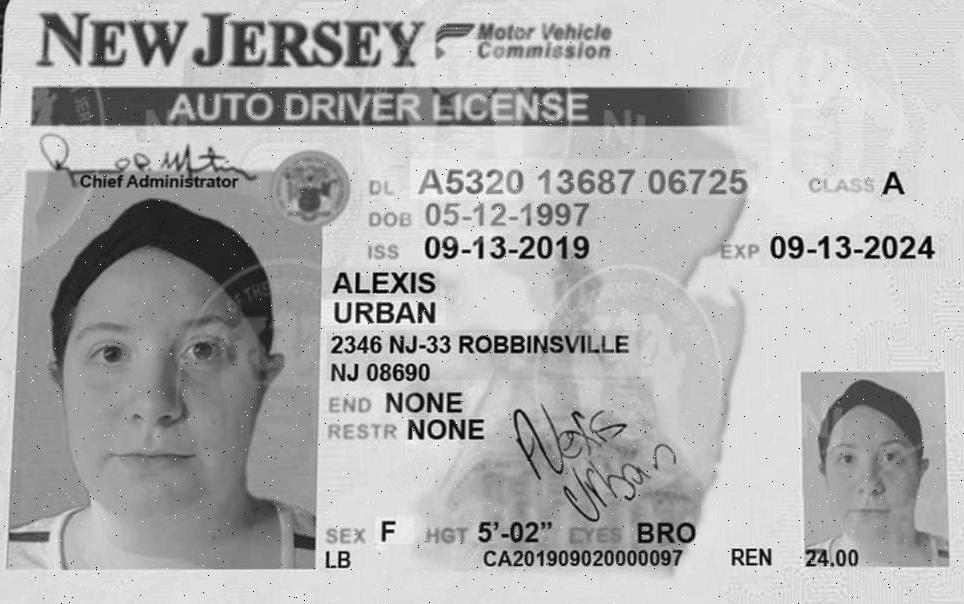 NEW JERSEY Motor Vehicle Commission
AUTO DRIVER LICENSE
Chief Administrator
DL A5320 13687 06725 CLASS A
DOB 05-12-1997
ISS 09-13-2019 EXP 09-13-2024
ALEXIS
URBAN
2346 NJ-33 ROBBINSVILLE
NJ 08690
END NONE
RESTR NONE
Alexis
Urban
SEX F HGT 5'-02” EYES BRO
LB CA201909020000097 REN 24.00